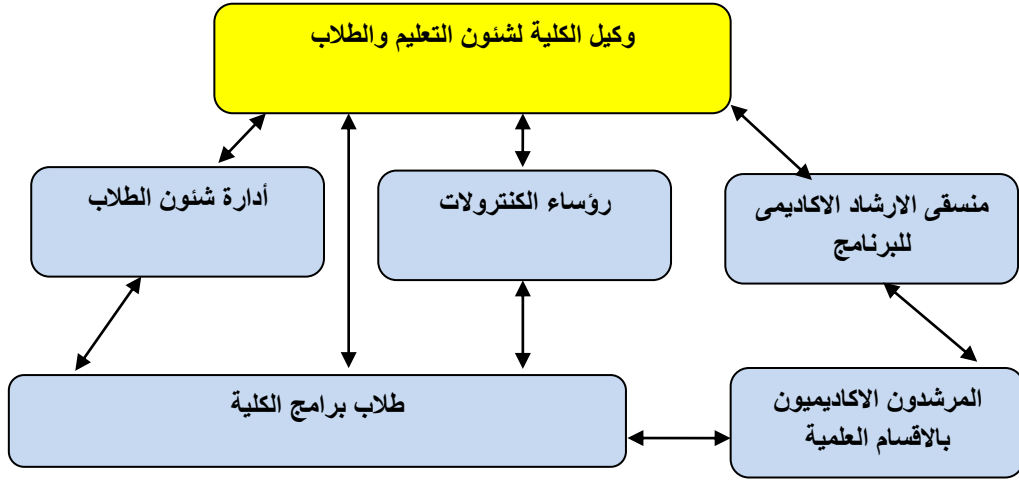 وكيل الكلية لشئون التعليم والطلاب
أدارة شئون الطلاب
رؤساء الكنترولات
منسقى الارشاد الاكاديمى
للبرنامج
طلاب برامج الكلية
المرشدون الاكاديميون
بالاقسام العلمية